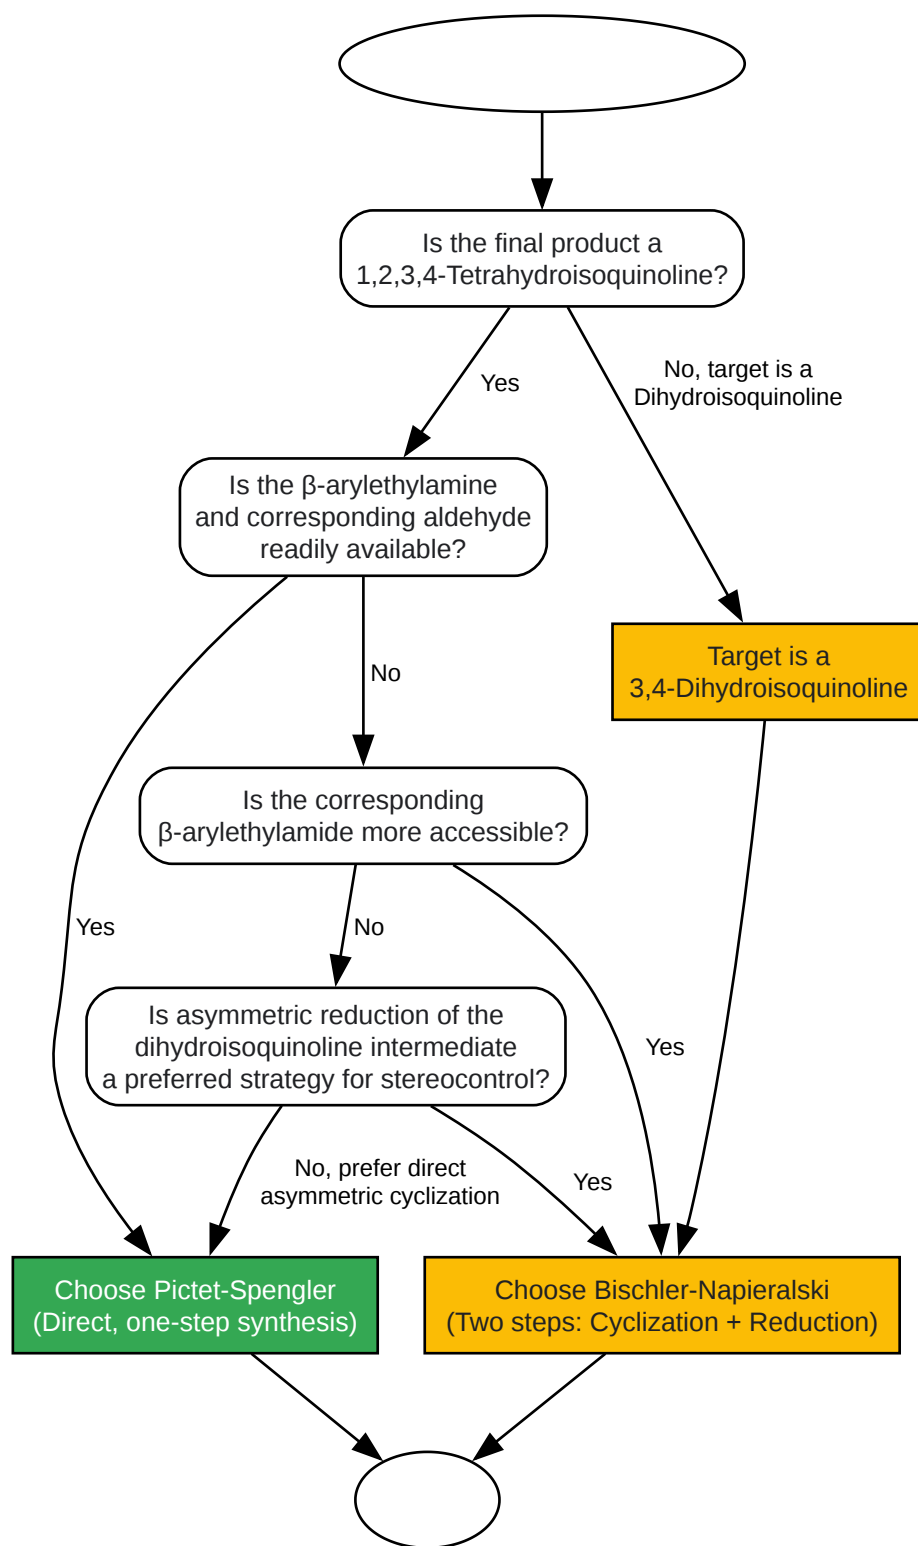 Is the final product a
1,2,3,4-Tetrahydroisoquinoline?
Yes
No, target is a
Dihydroisoquinoline
Is the β-arylethylamine
and corresponding aldehyde
readily available?
Target is a
3,4-Dihydroisoquinoline
No
Is the corresponding
β-arylethylamide more accessible?
Yes
No
Is asymmetric reduction of the
dihydroisoquinoline intermediate
a preferred strategy for stereocontrol?
Yes
No, prefer direct
asymmetric cyclization
Yes
Choose Pictet-Spengler
(Direct, one-step synthesis)
Choose Bischler-Napieralski
(Two steps: Cyclization + Reduction)